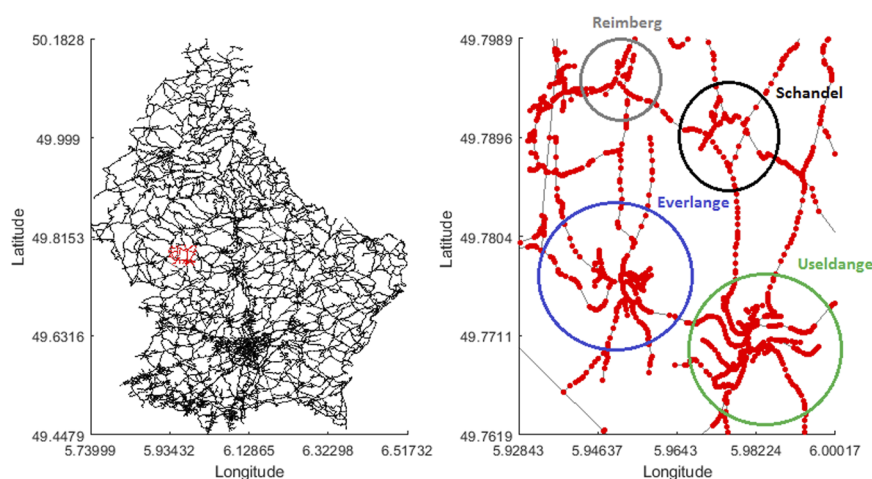 50.1828
49.999
49.8153
49.6316
49.4479
5.73999 5.93432 6.12865 6.32298 6.51732
Longitude
Latitude
Reimberg
Schandel
Everlange
Useldange
49.7989
49.7896
49.7804
49.7711
49.7619
5.92843 5.94637 5.9643 5.98224 6.00017
Longitude
Latitude